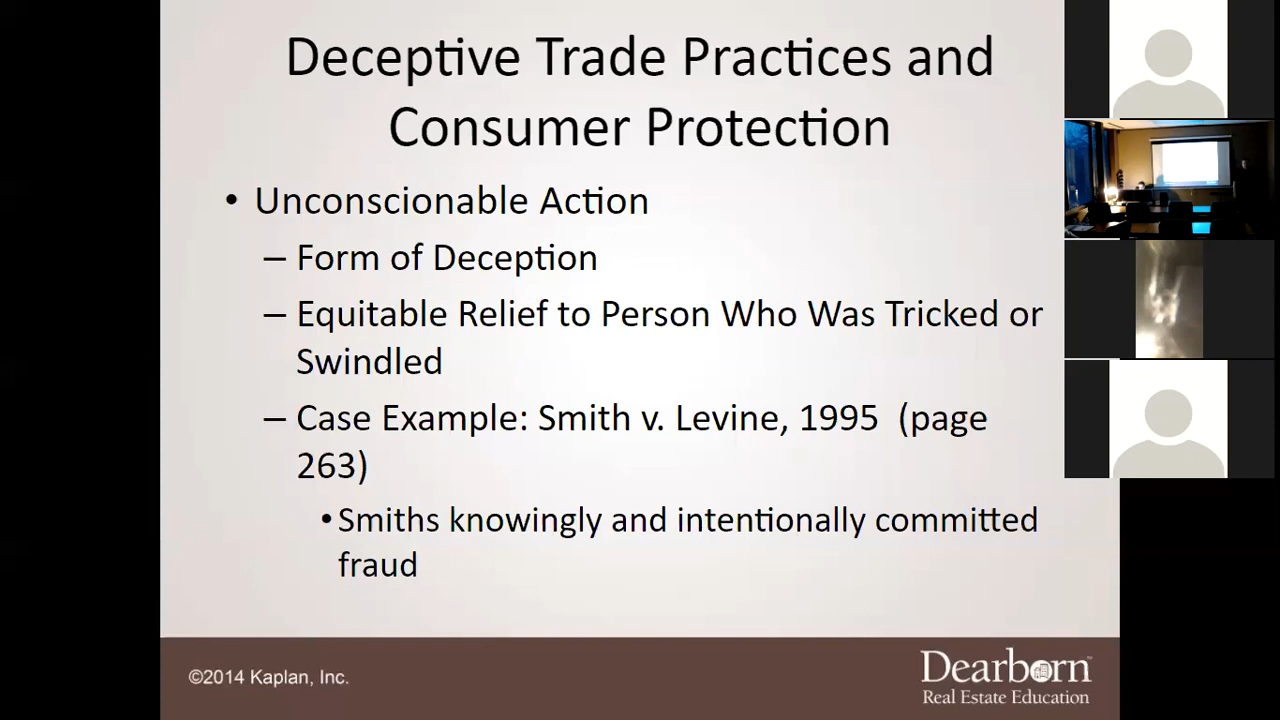 Deceptive Trade Practices and
Consumer Protection
• Unconscionable Action
– Form of Deception
– Equitable Relief to Person Who Was Tricked or
Swindled
– Case Example: Smith v. Levine, 1995 (page
263)
• Smiths knowingly and intentionally committed
fraud
©2014 Kaplan, Inc.
Dearborn™
Real Estate Education